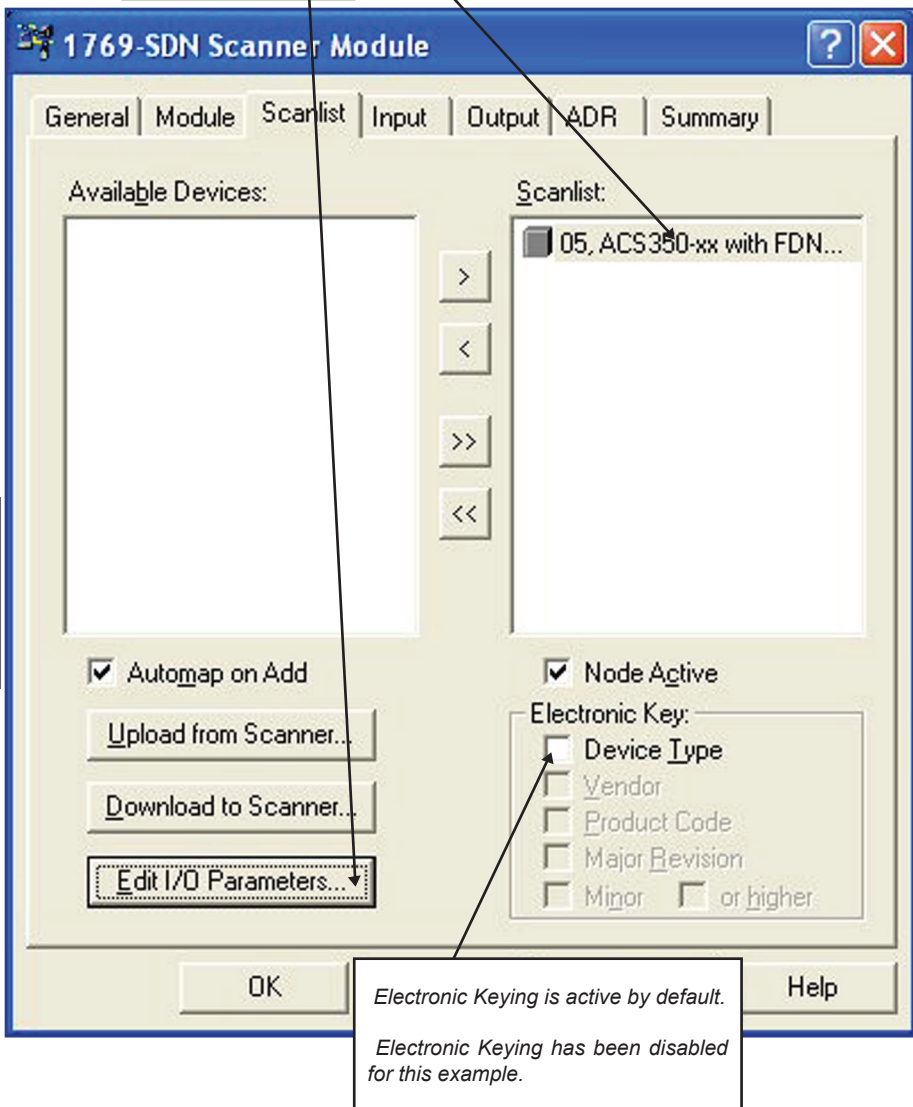 1769-SDN Scanner Module
?
General Module Scanlist Input Output ADR Summary
Available Devices:
Scanlist:
05, ACS350-xx with FDN...
>
<
>>
<<
Automap on Add
Node Active
Upload from Scanner...
Download to Scanner...
Edit I/O Parameters...
Electronic Key:
Device Type
Vendor
Product Code
Major Revision
Minor or higher
OK
Help
Electronic Keying is active by default.
Electronic Keying has been disabled
for this example.